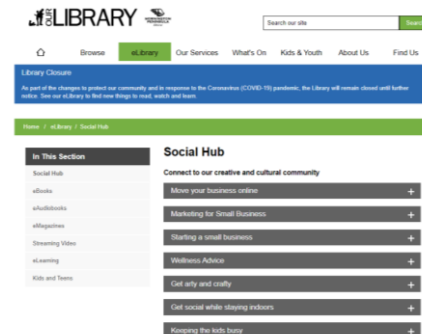 OUR LIBRARY
Search our site
Search
Browse
eLibrary
Our Services
What's On
Kids & Youth
About Us
Find Us
Library Closure
As part of the changes to protect our community and in response to the Coronavirus (COVID-19) pandemic, the Library will remain closed until further
notice. See our eLibrary to find new things to read, watch and learn.
Home / eLibrary / Social Hub
In This Section
Social Hub
eBooks
eAudiobooks
eMagazines
Streaming Video
eLearning
Kids and Teens
Social Hub
Connect to our creative and cultural community
Move your business online +
Marketing for Small Business +
Starting a small business +
Wellness Advice +
Get arty and crafty +
Get social while staying indoors +
Keeping the kids busy +